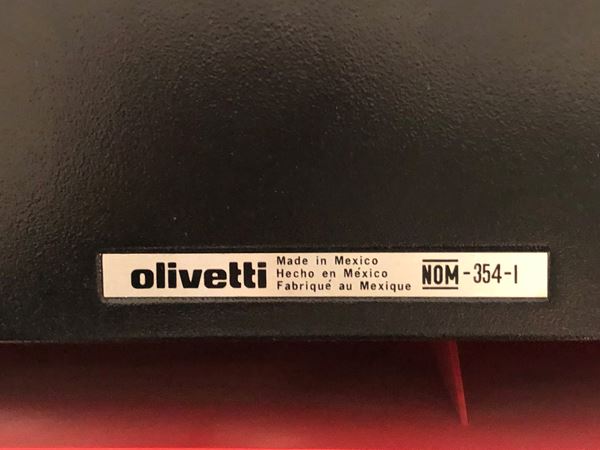 olivetti
Made in Mexico
Hecho en México
Fabriqué au Mexique
NOM-354-I